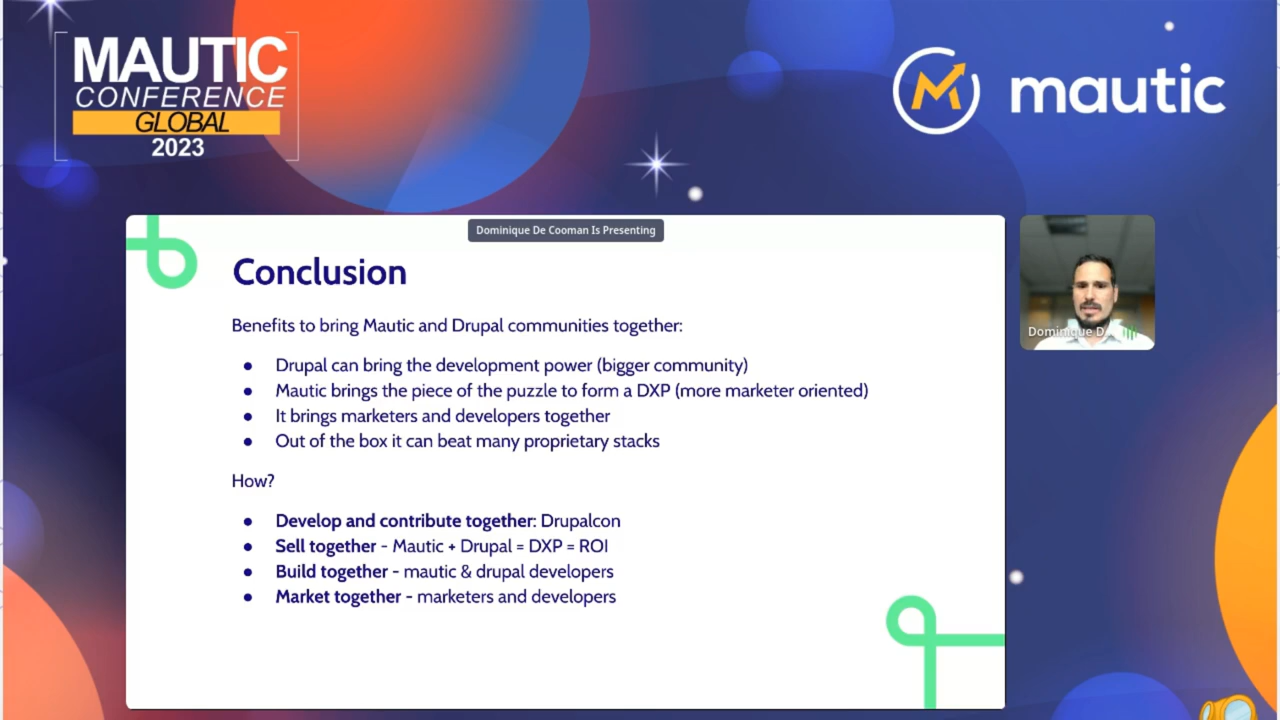 MAUTIC
CONFERENCE
GLOBAL
2023
mautic
Dominique De Cooman Is Presenting
Conclusion
Benefits to bring Mautic and Drupal communities together:
● Drupal can bring the development power (bigger community)
● Mautic brings the piece of the puzzle to form a DXP (more marketer oriented)
● It brings marketers and developers together
● Out of the box it can beat many proprietary stacks
How?
● Develop and contribute together: Drupalcon
● Sell together - Mautic + Drupal = DXP = ROI
● Build together - mautic & drupal developers
● Market together - marketers and developers
Dominique D